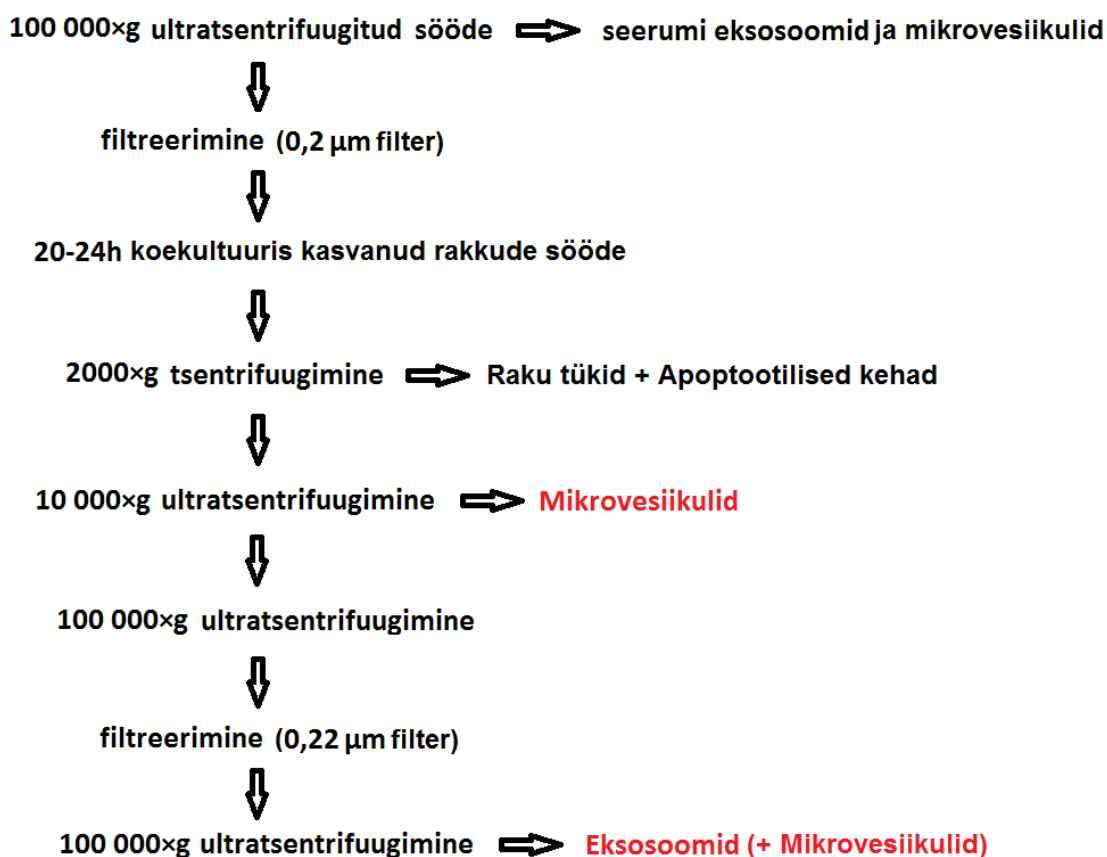 100 000×g ultratsentrifuugitud sööde seerumi eksosoomid ja mikrovesiikulid
filtreerimine (0,2 µm filter)
20-24h koekultuuris kasvanud rakkude sööde
2000×g tsentrifuugimine Raku tükid + Apoptootilised kehad
10 000×g ultratsentrifuugimine Mikrovesiikulid
100 000×g ultratsentrifuugimine
filtreerimine (0,22 µm filter)
100 000×g ultratsentrifuugimine Eksosoomid (+ Mikrovesiikulid)